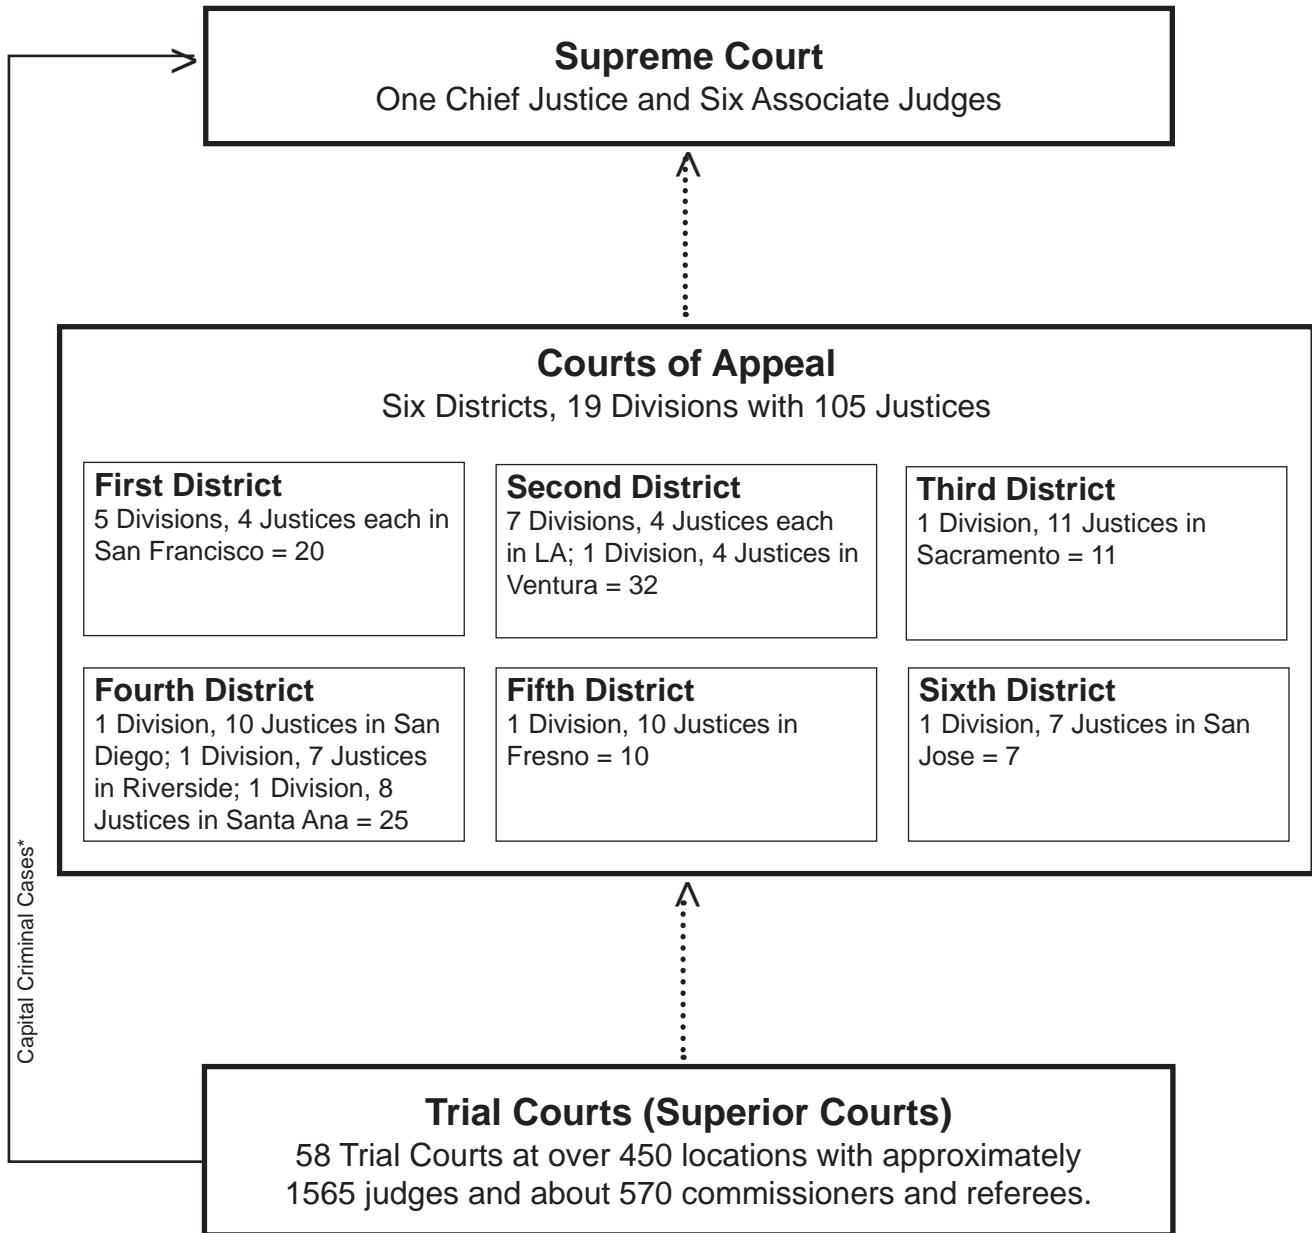 Supreme Court
One Chief Justice and Six Associate Judges
Courts of Appeal
Six Districts, 19 Divisions with 105 Justices
First District
5 Divisions, 4 Justices each in
San Francisco = 20
Second District
7 Divisions, 4 Justices each
in LA; 1 Division, 4 Justices in
Ventura = 32
Third District
1 Division, 11 Justices in
Sacramento = 11
Fourth District
1 Division, 10 Justices in San
Diego; 1 Division, 7 Justices
in Riverside; 1 Division, 8
Justices in Santa Ana = 25
Fifth District
1 Division, 10 Justices in
Fresno = 10
Sixth District
1 Division, 7 Justices in San
Jose = 7
Capital Criminal Cases*
Trial Courts (Superior Courts)
58 Trial Courts at over 450 locations with approximately
1565 judges and about 570 commissioners and referees.